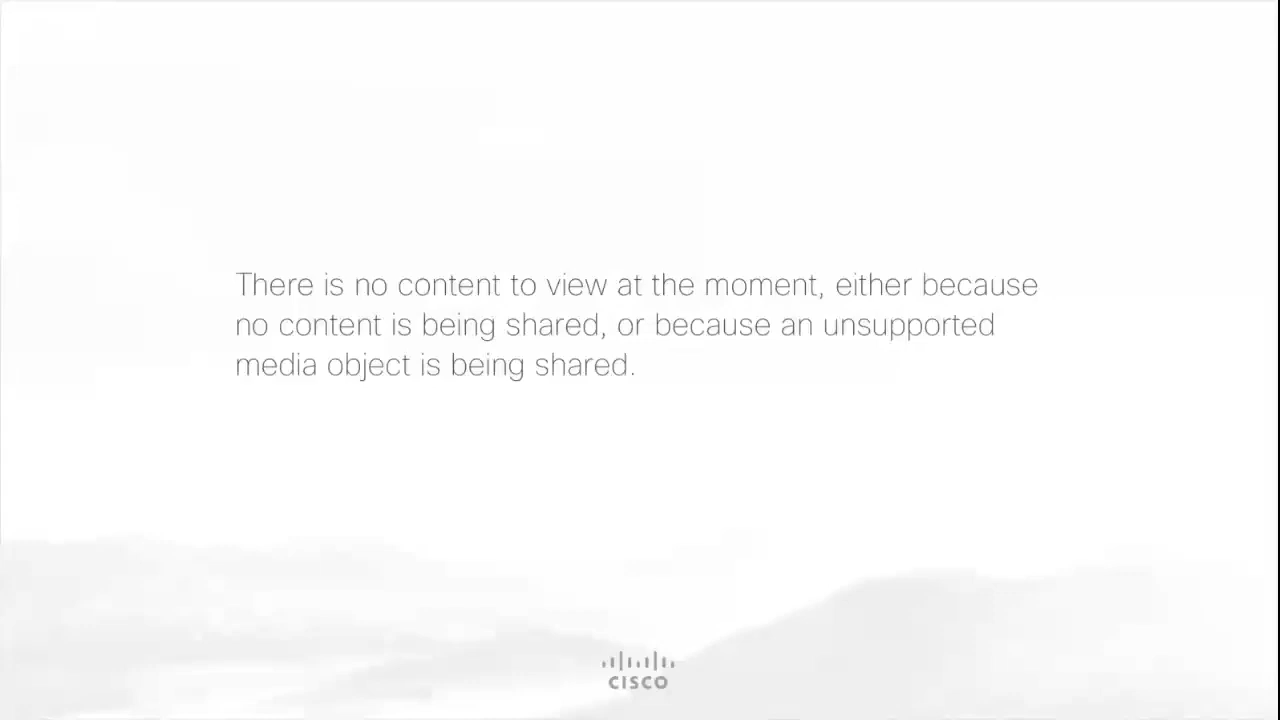 There is no content to view at the moment, either because
no content is being shared, or because an unsupported
media object is being shared.
CISCO